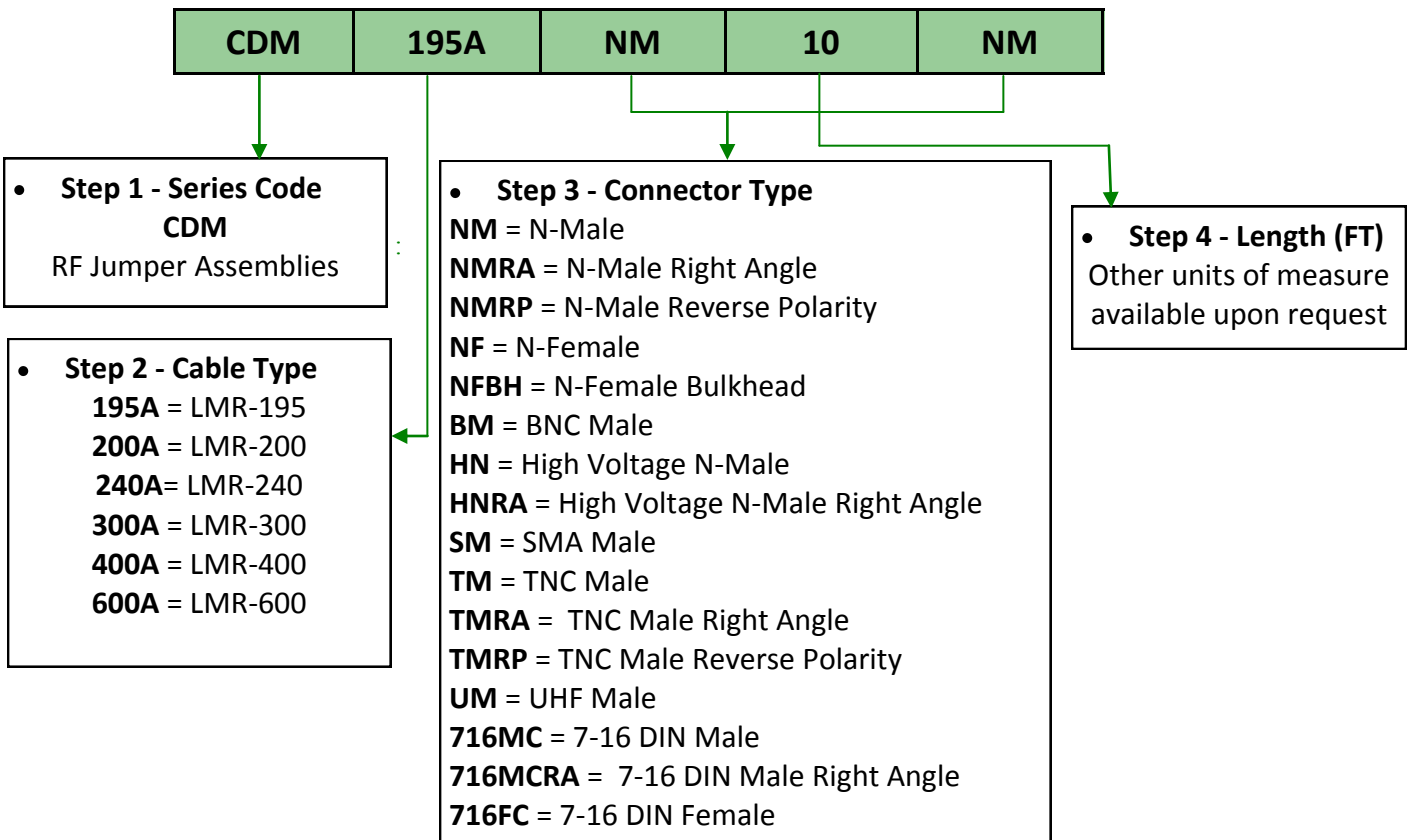 CDM 195A NM 10 NM
• Step 1 - Series Code
CDM
RF Jumper Assemblies
• Step 2 - Cable Type
195A = LMR-195
200A = LMR-200
240A= LMR-240
300A = LMR-300
400A = LMR-400
600A = LMR-600
• Step 3 - Connector Type
NM = N-Male
NMRA = N-Male Right Angle
NMRP = N-Male Reverse Polarity
NF = N-Female
NFBH = N-Female Bulkhead
BM = BNC Male
HN = High Voltage N-Male
HNRA = High Voltage N-Male Right Angle
SM = SMA Male
TM = TNC Male
TMRA = TNC Male Right Angle
TMRP = TNC Male Reverse Polarity
UM = UHF Male
716MC = 7-16 DIN Male
716MCRA = 7-16 DIN Male Right Angle
716FC = 7-16 DIN Female
• Step 4 - Length (FT)
Other units of measure
available upon request